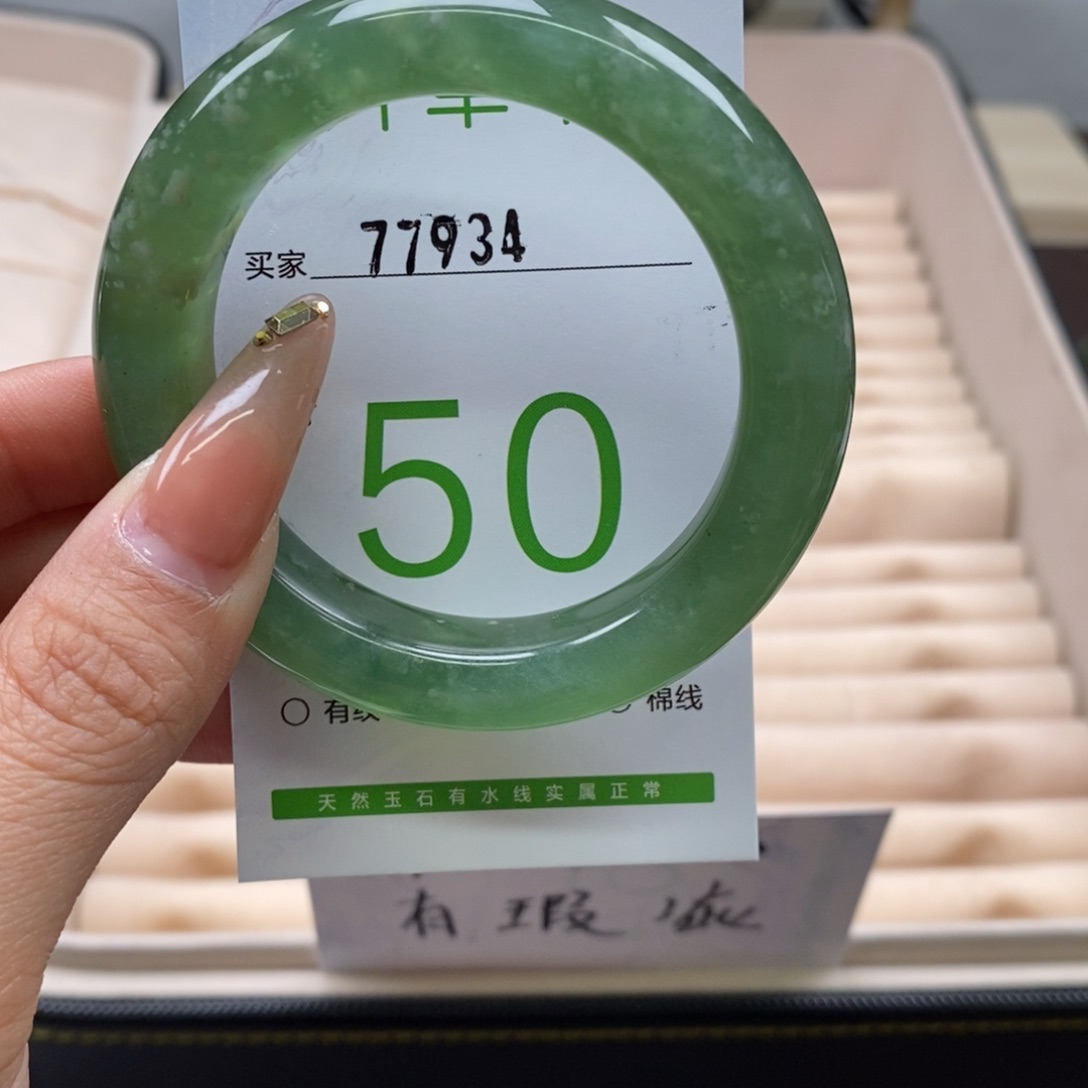 买家 77934
50
○ 有纹 棉线
天然玉石有水线实属正常
有瑕疵